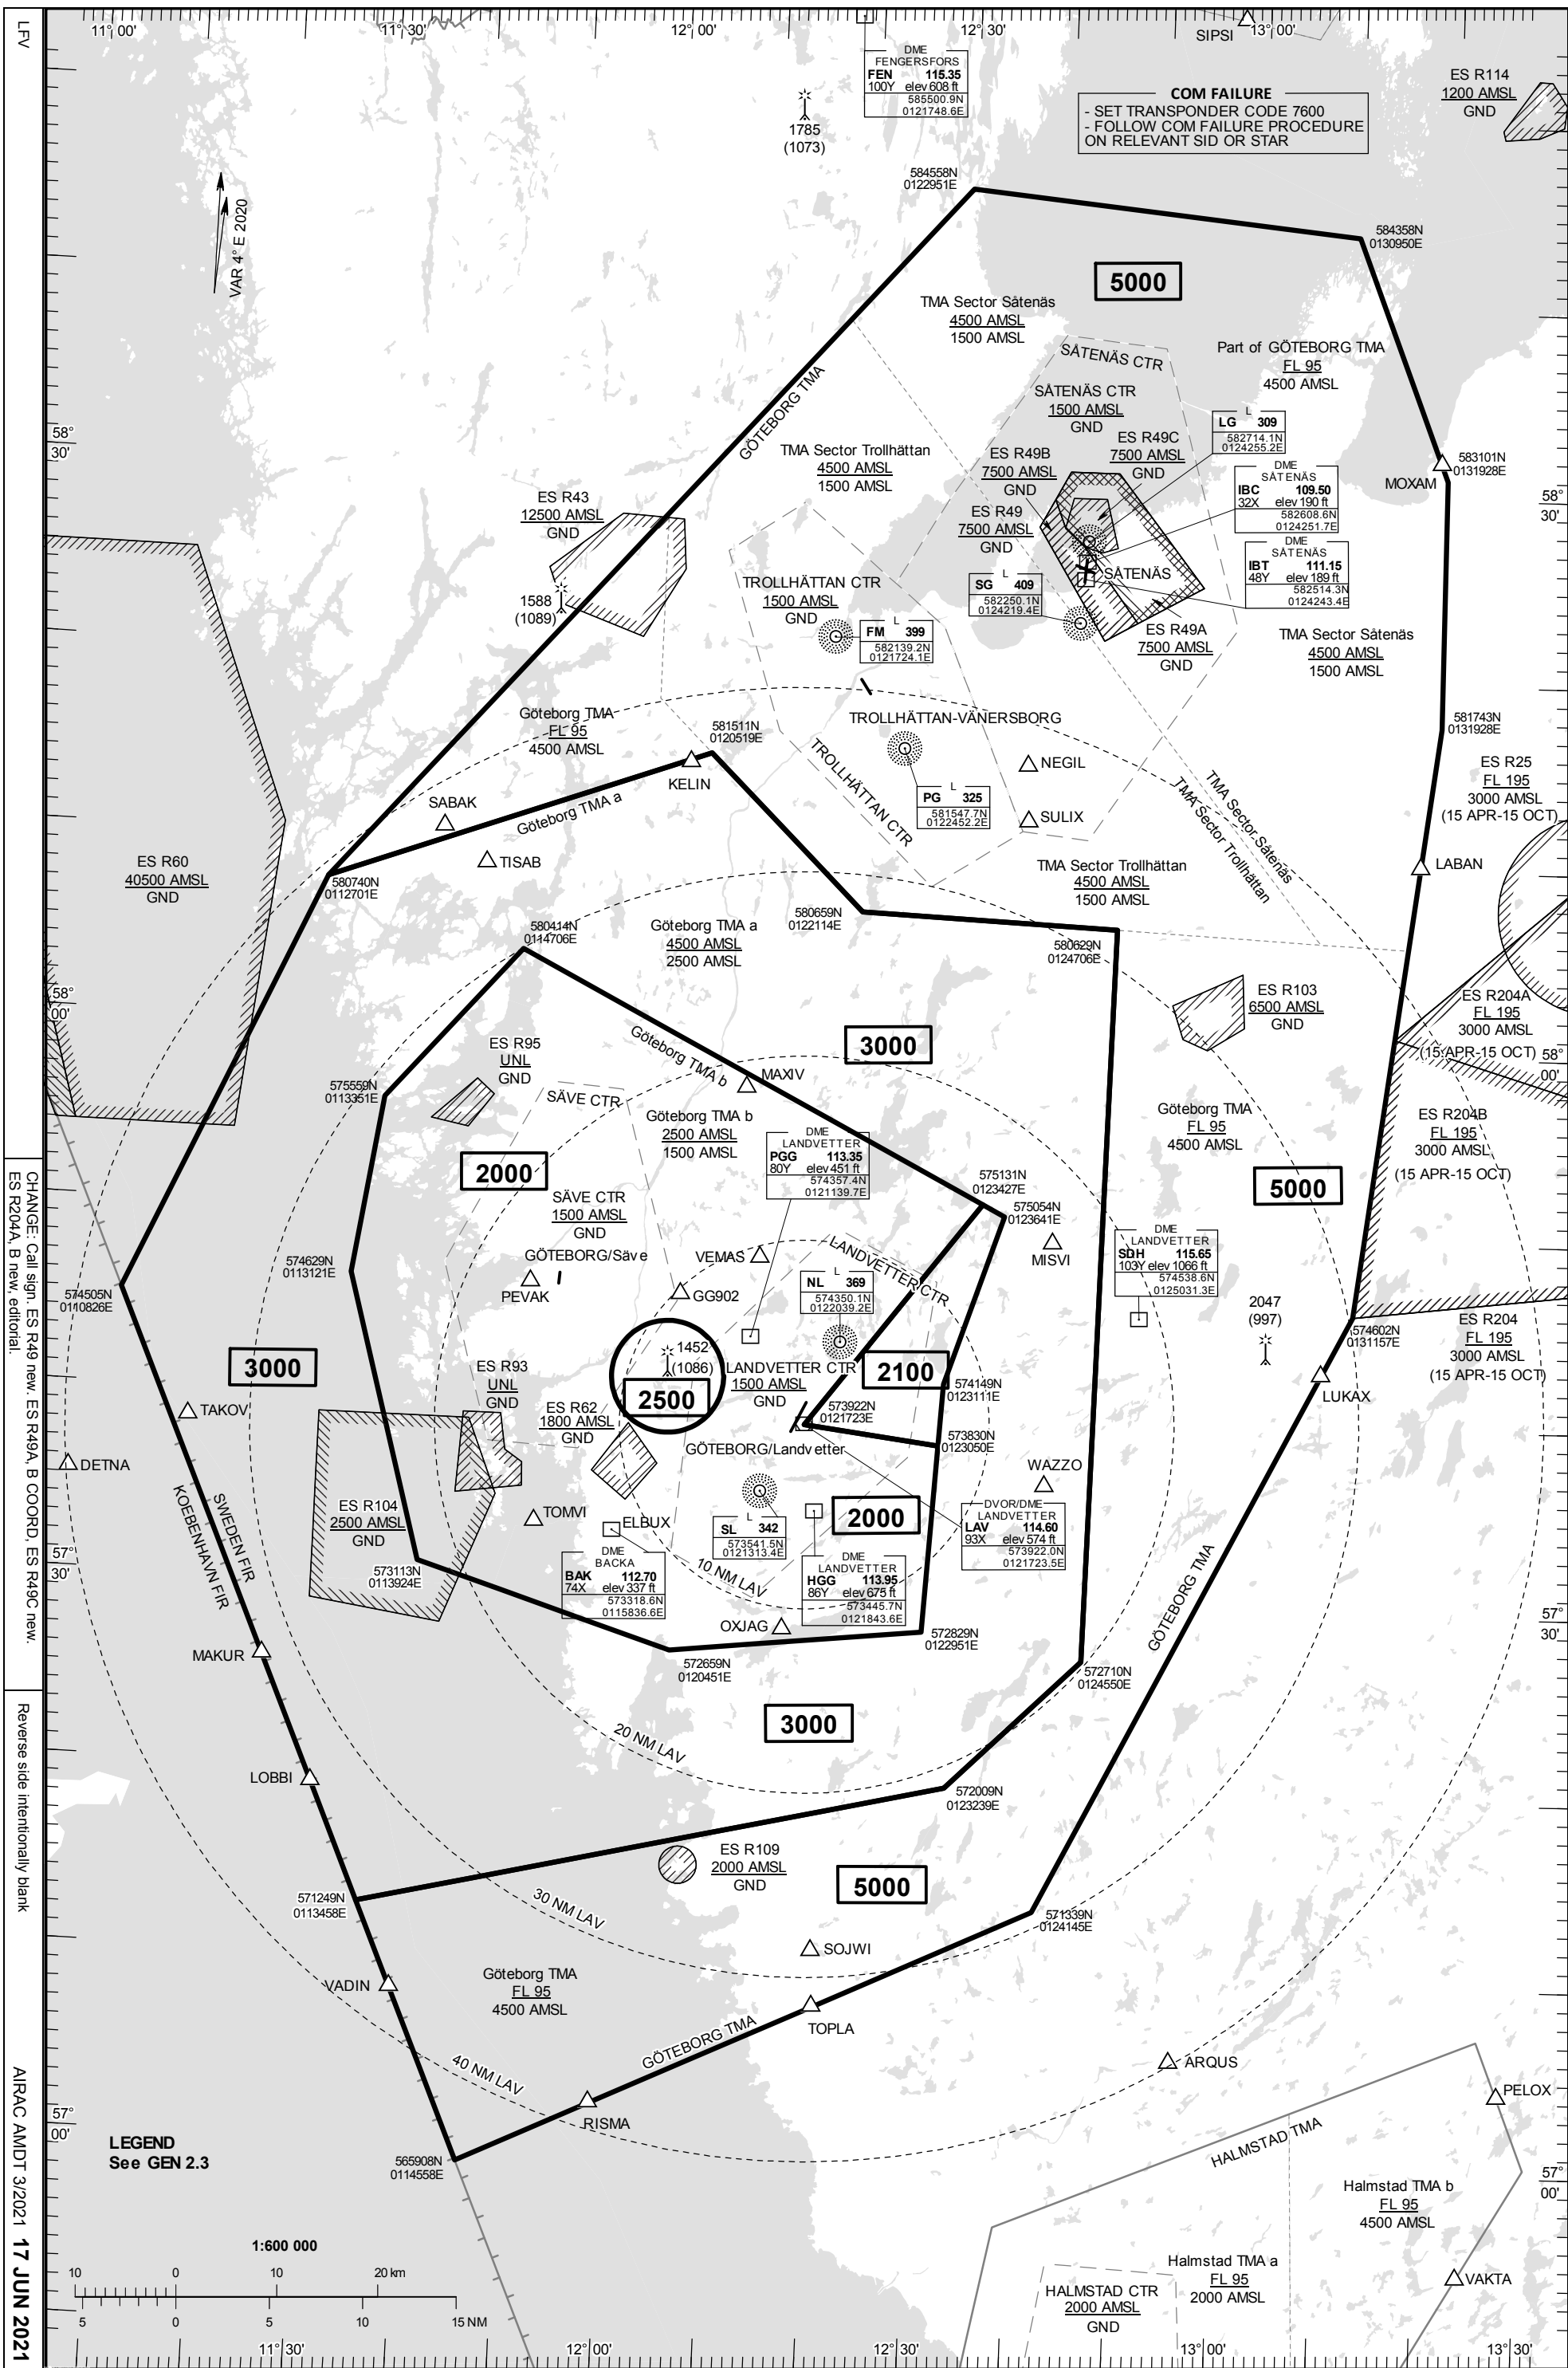 LFV
CHANGE: Call sign. ES R49 new. ES R49A, B COORD, ES R49C new.
ES R204A, B new, editorial.
Reverse side intentionally blank
AIRAC AMDT 3/2021 17 JUN 2021
11° 00'
11° 30'
12° 00'
12° 30'
13° 00'
SIPSI
DME
FENGERSFORS
FEN 115.35
100Y elev 608 ft
585500.9N
0121748.6E
COM FAILURE
- SET TRANSPONDER CODE 7600
- FOLLOW COM FAILURE PROCEDURE
ON RELEVANT SID OR STAR
ES R114
1200 AMSL
GND
1785
(1073)
VAR 4° E 2020
584558N
0122951E
584358N
0130950E
5000
TMA Sector Såtenäs
4500 AMSL
1500 AMSL
SÅTENÄS CTR
Part of GÖTEBORG TMA
FL 95
4500 AMSL
GÖTEBORG TMA
SÅTENÄS CTR
1500 AMSL
GND
L
LG 309
582714.1N
0124255.2E
58°
30'
TMA Sector Trollhättan
4500 AMSL
1500 AMSL
ES R49B
7500 AMSL
GND
ES R49C
7500 AMSL
GND
DME
SÅTENÄS
IBC 109.50
32X elev 190 ft
582608.6N
0124251.7E
MOXAM
583101N
0131928E
58°
30'
ES R43
12500 AMSL
GND
ES R49
7500 AMSL
GND
DME
SÅTENÄS
IBT 111.15
48Y elev 189 ft
582514.3N
0124243.4E
SÅTENÄS
1588
(1089)
TROLLHÄTTAN CTR
1500 AMSL
GND
L
SG 409
582250.1N
0124219.4E
L
FM 399
582139.2N
0121724.1E
ES R49A
7500 AMSL
GND
TMA Sector Såtenäs
4500 AMSL
1500 AMSL
Göteborg TMA
FL 95
4500 AMSL
581511N
0120519E
TROLLHÄTTAN-VÄNERSBORG
581743N
0131928E
KELIN
TROLLHÄTTAN CTR
NEGIL
TMA Sector Såtenäs
TMA Sector Trollhättan
ES R25
FL 195
3000 AMSL
(15 APR-15 OCT)
SABAK
Göteborg TMA a
L
PG 325
581547.7N
0122452.2E
SULIX
TISAB
LABAN
ES R60
40500 AMSL
GND
580740N
0112701E
TMA Sector Trollhättan
4500 AMSL
1500 AMSL
580414N
0114706E
Göteborg TMA a
4500 AMSL
2500 AMSL
580659N
0122114E
580629N
0124706E
58°
00'
ES R103
6500 AMSL
GND
ES R204A
FL 195
3000 AMSL
(15 APR-15 OCT)
58°
00'
ES R95
UNL
GND
Göteborg TMA b
3000
575559N
0113351E
SÄVE CTR
MAXIV
Göteborg TMA b
2500 AMSL
1500 AMSL
Göteborg TMA
FL 95
4500 AMSL
ES R204B
FL 195
3000 AMSL
(15 APR-15 OCT)
2000
DME
LANDVETTER
PGG 113.35
80Y elev 451 ft
574357.4N
0121139.7E
5000
575131N
0123427E
575054N
0123641E
SÄVE CTR
1500 AMSL
GND
GÖTEBORG/Säve
PEVAK
VEMAS
LANDVETTER CTR
MISVI
DME
LANDVETTER
SDH 115.65
103Y elev 1066 ft
574538.6N
0125031.3E
574629N
0113121E
574505N
0110826E
GG902
L
NL 369
574350.1N
0122039.2E
2047
(997)
574602N
0131157E
ES R204
FL 195
3000 AMSL
(15 APR-15 OCT)
LUKAX
3000
1452
(1086)
2500
LANDVETTER CTR
1500 AMSL
GND
2100
574149N
0123111E
ES R93
UNL
GND
TAKOV
ES R62
1800 AMSL
GND
573922N
0121723E
573830N
0123050E
GÖTEBORG/Landvetter
DETNA
WAZZO
SWEDEN FIR
KOEBENHAVN FIR
ES R104
2500 AMSL
GND
TOMVI
ELBUX
L
SL 342
573541.5N
0121313.4E
2000
DVOR/DME
LANDVETTER
LAV 114.60
93X elev 574 ft
573922.0N
0121723.5E
57°
30'
573113N
0113924E
DME
BACKA
BAK 112.70
74X elev 337 ft
573318.6N
0115836.6E
10 NM LAV
DME
LANDVETTER
HGG 113.95
86Y elev 675 ft
573445.7N
0121843.6E
GÖTEBORG TMA
OXJAG
572829N
0122951E
57°
30'
MAKUR
572659N
0120451E
572710N
0124550E
3000
20 NM LAV
LOBBI
572009N
0123239E
ES R109
2000 AMSL
GND
5000
571249N
0113458E
30 NM LAV
571339N
0124145E
SOJWI
VADIN
Göteborg TMA
FL 95
4500 AMSL
TOPLA
GÖTEBORG TMA
40 NM LAV
ARQUS
PELOX
RISMA
57°
00'
HALMSTAD TMA
LEGEND
See GEN 2.3
565908N
0114558E
57°
00'
Halmstad TMA b
FL 95
4500 AMSL
1:600 000
10 0 10 20 km
5 0 5 10 15 NM
Halmstad TMA a
FL 95
2000 AMSL
HALMSTAD CTR
2000 AMSL
GND
VAKTA
11° 30'
12° 00'
12° 30'
13° 00'
13° 30'